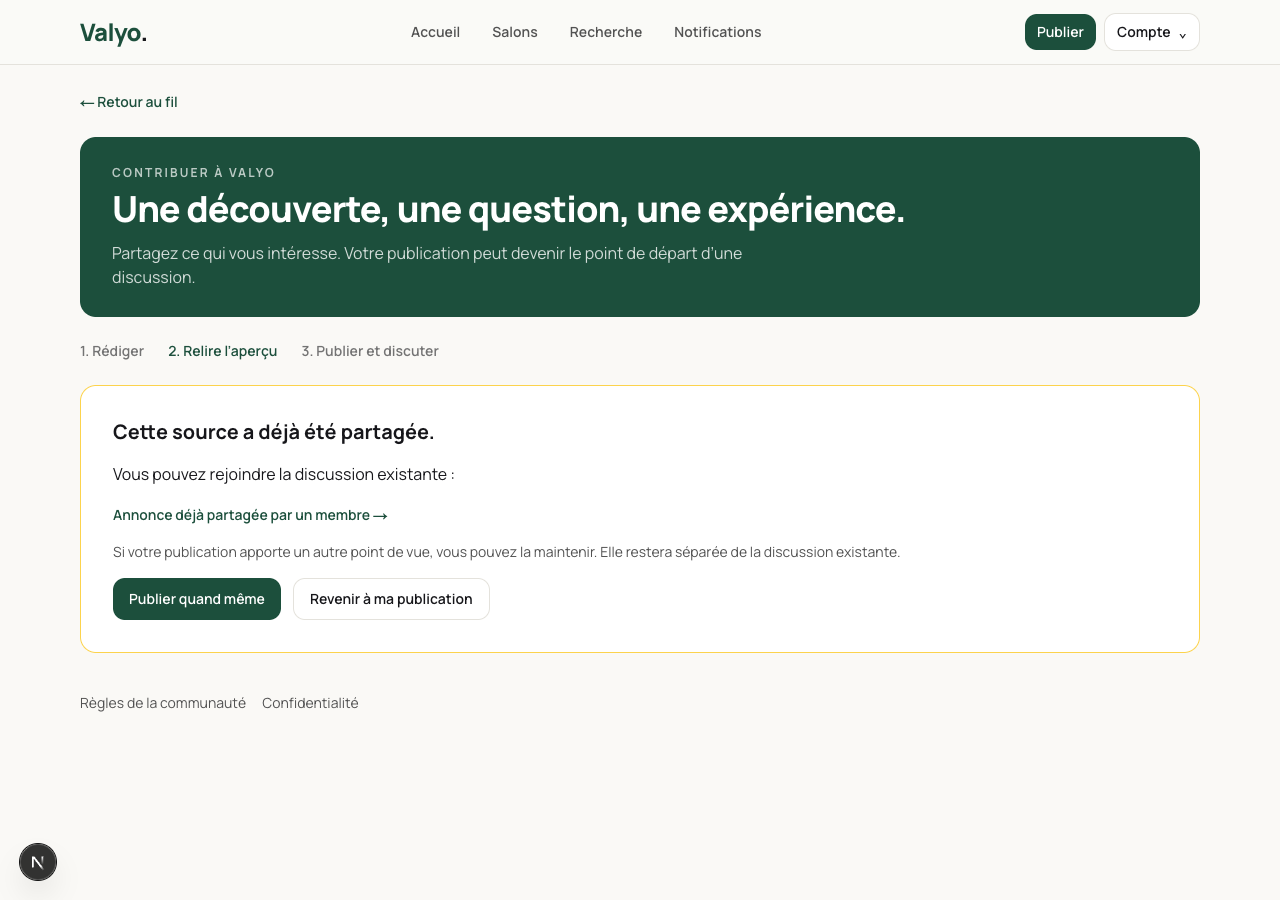 Valyo.
Accueil Salons Recherche Notifications
Publier Compte
← Retour au fil
CONTRIBUER À VALYO
Une découverte, une question, une expérience.
Partagez ce qui vous intéresse. Votre publication peut devenir le point de départ d’une
discussion.
1. Rédiger 2. Relire l'aperçu 3. Publier et discuter
Cette source a déjà été partagée.
Vous pouvez rejoindre la discussion existante :
Annonce déjà partagée par un membre →
Si votre publication apporte un autre point de vue, vous pouvez la maintenir. Elle restera séparée de la discussion existante.
Publier quand même Revenir à ma publication
Règles de la communauté Confidentialité
N